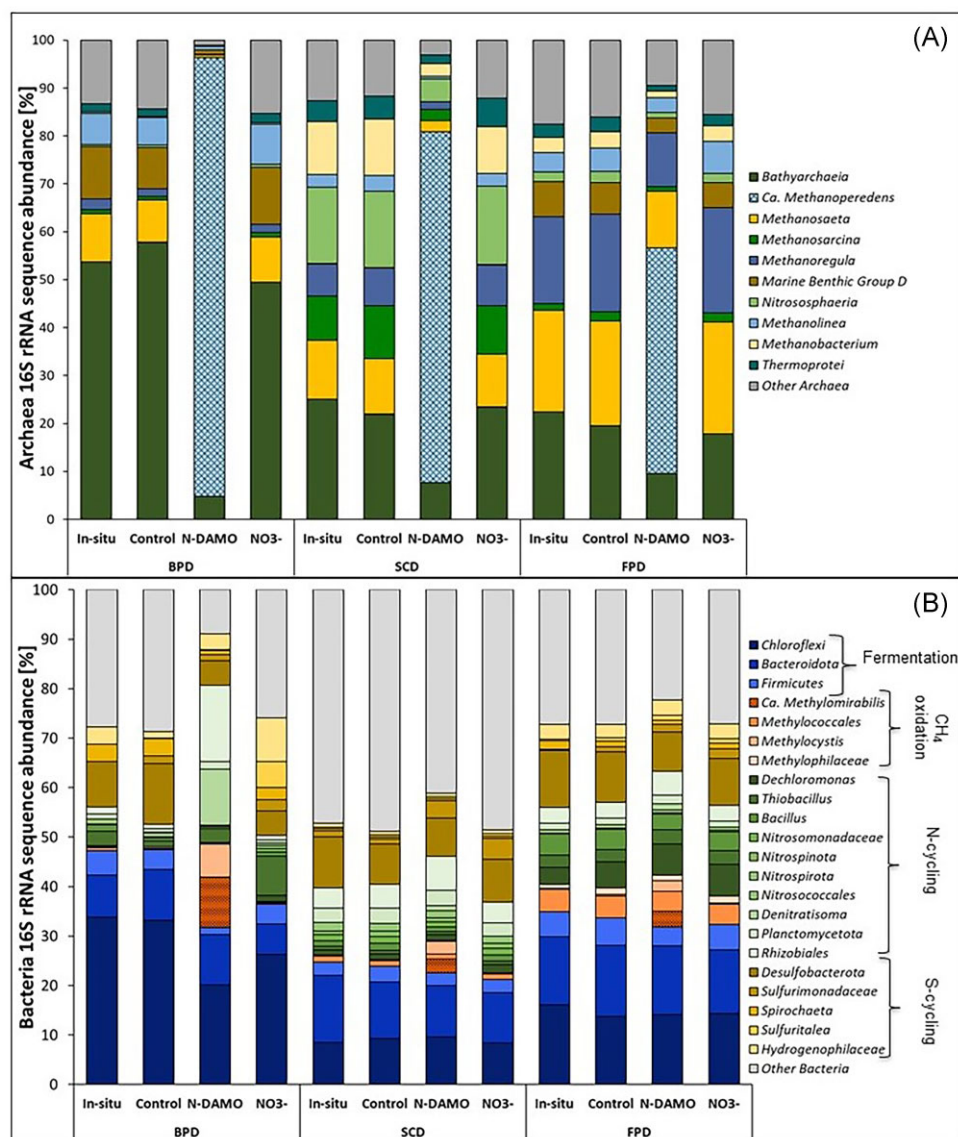 (A)
Archaea 16S rRNA sequence abundance [%]
100
90
80
70
60
50
40
30
20
10
0
In-situ Control N-DAMO NO3- In-situ Control N-DAMO NO3- In-situ Control N-DAMO NO3-
BPD SCD FPD
Bathyarchaeia
Ca. Methanoperedens
Methanosaeta
Methanosarcina
Methanoregula
Marine Benthic Group D
Nitrososphaeria
Methanolinea
Methanobacterium
Thermoprotei
Other Archaea
(B)
Bacteria 16S rRNA sequence abundance [%]
100
90
80
70
60
50
40
30
20
10
0
In-situ Control N-DAMO NO3- In-situ Control N-DAMO NO3- In-situ Control N-DAMO NO3-
BPD SCD FPD
Chloroflexi
Bacteroidota
Firmicutes
Ca. Methylomirabilis
Methylococcales
Methylocystis
Methylophilaceae
Dechloromonas
Thiobacillus
Bacillus
Nitrosomonadaceae
Nitrospinota
Nitrospirota
Nitrosococcales
Denitratisoma
Planctomycetota
Rhizobiales
Desulfobacterota
Sulfurimonadaceae
Spirochaeta
Sulfuritalea
Hydrogenophilaceae
Other Bacteria
Fermentation
CH4
oxidation
N-cycling
S-cycling